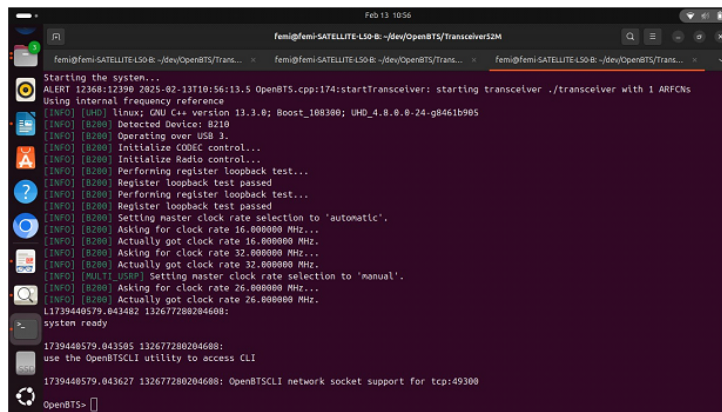 Feb 13 10:56
femi@femi-SATELLITE-L50-B: ~/dev/OpenBTS/Transceiver52M
femi@femi-SATELLITE-L50-B: ~/dev/OpenBTS/Trans...
femi@femi-SATELLITE-L50-B: ~/dev/OpenBTS/Trans...
femi@femi-SATELLITE-L50-B: ~/dev/OpenBTS/Trans...
Starting the system...
ALERT 12368:12390 2025-02-13T10:56:13.5 OpenBTS.cpp:174:startTransceiver: starting transceiver ./transceiver with 1 ARFCNs
Using internal frequency reference
[INFO] [UHD] linux; GNU C++ version 13.3.0; Boost_108300; UHD_4.8.0.0-24-g8461b905
[INFO] [B200] Detected Device: B210
[INFO] [B200] Operating over USB 3.
[INFO] [B200] Initialize CODEC control...
[INFO] [B200] Initialize Radio control...
[INFO] [B200] Performing register loopback test...
[INFO] [B200] Register loopback test passed
[INFO] [B200] Performing register loopback test...
[INFO] [B200] Register loopback test passed
[INFO] [B200] Setting master clock rate selection to 'automatic'.
[INFO] [B200] Asking for clock rate 16.000000 MHz...
[INFO] [B200] Actually got clock rate 16.000000 MHz.
[INFO] [B200] Asking for clock rate 32.000000 MHz...
[INFO] [B200] Actually got clock rate 32.000000 MHz.
[INFO] [MULTI_USRP] Setting master clock rate selection to 'manual'.
[INFO] [B200] Asking for clock rate 26.000000 MHz...
[INFO] [B200] Actually got clock rate 26.000000 MHz.
L1739440579.043482 132677280204608:
system ready
1739440579.043505 132677280204608:
use the OpenBTSCLI utility to access CLI
1739440579.043627 132677280204608: OpenBTSCLI network socket support for tcp:49300
OpenBTS>
3
?
SSD